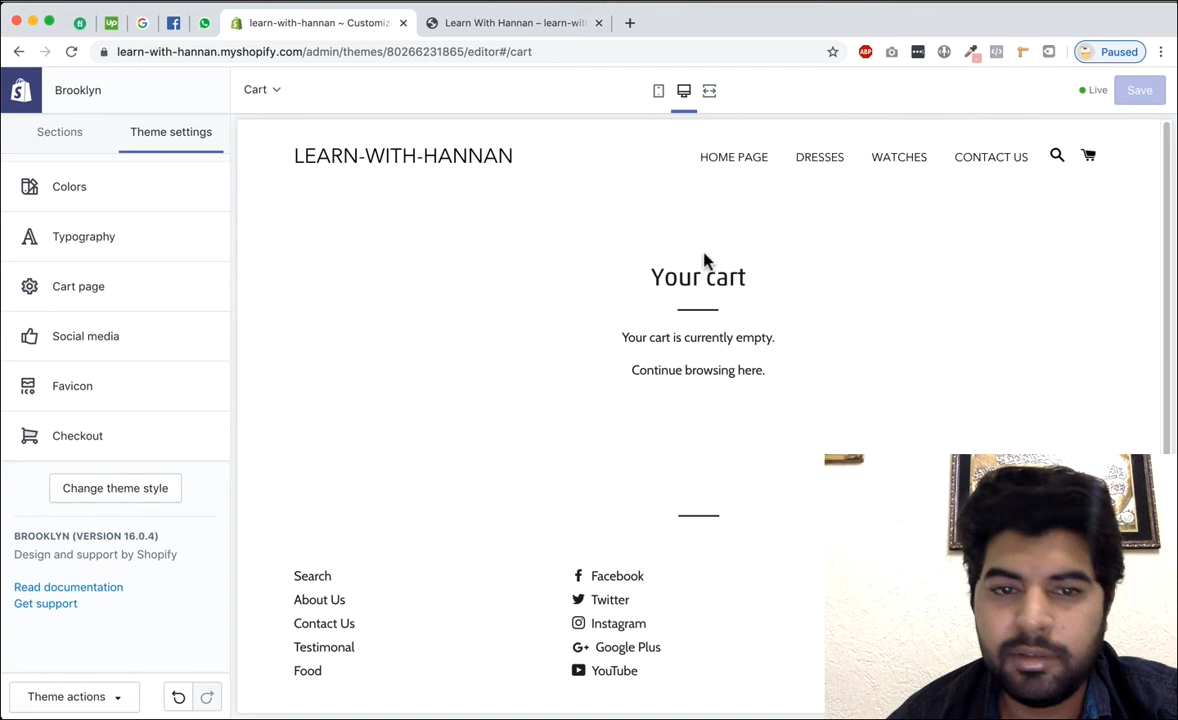 learn-with-hannan ~ Customiz
Learn With Hannan – learn-wit
learn-with-hannan.myshopify.com/admin/themes/80266231865/editor#/cart
ABP
Paused
Brooklyn
Cart
Live
Save
Sections
Theme settings
Colors
Typography
Cart page
Social media
Favicon
Checkout
Change theme style
BROOKLYN (VERSION 16.0.4)
Design and support by Shopify
Read documentation
Get support
Theme actions
LEARN-WITH-HANNAN
HOME PAGE
DRESSES
WATCHES
CONTACT US
Your cart
Your cart is currently empty.
Continue browsing here.
Search
About Us
Contact Us
Testimonal
Food
Facebook
Twitter
Instagram
Google Plus
YouTube